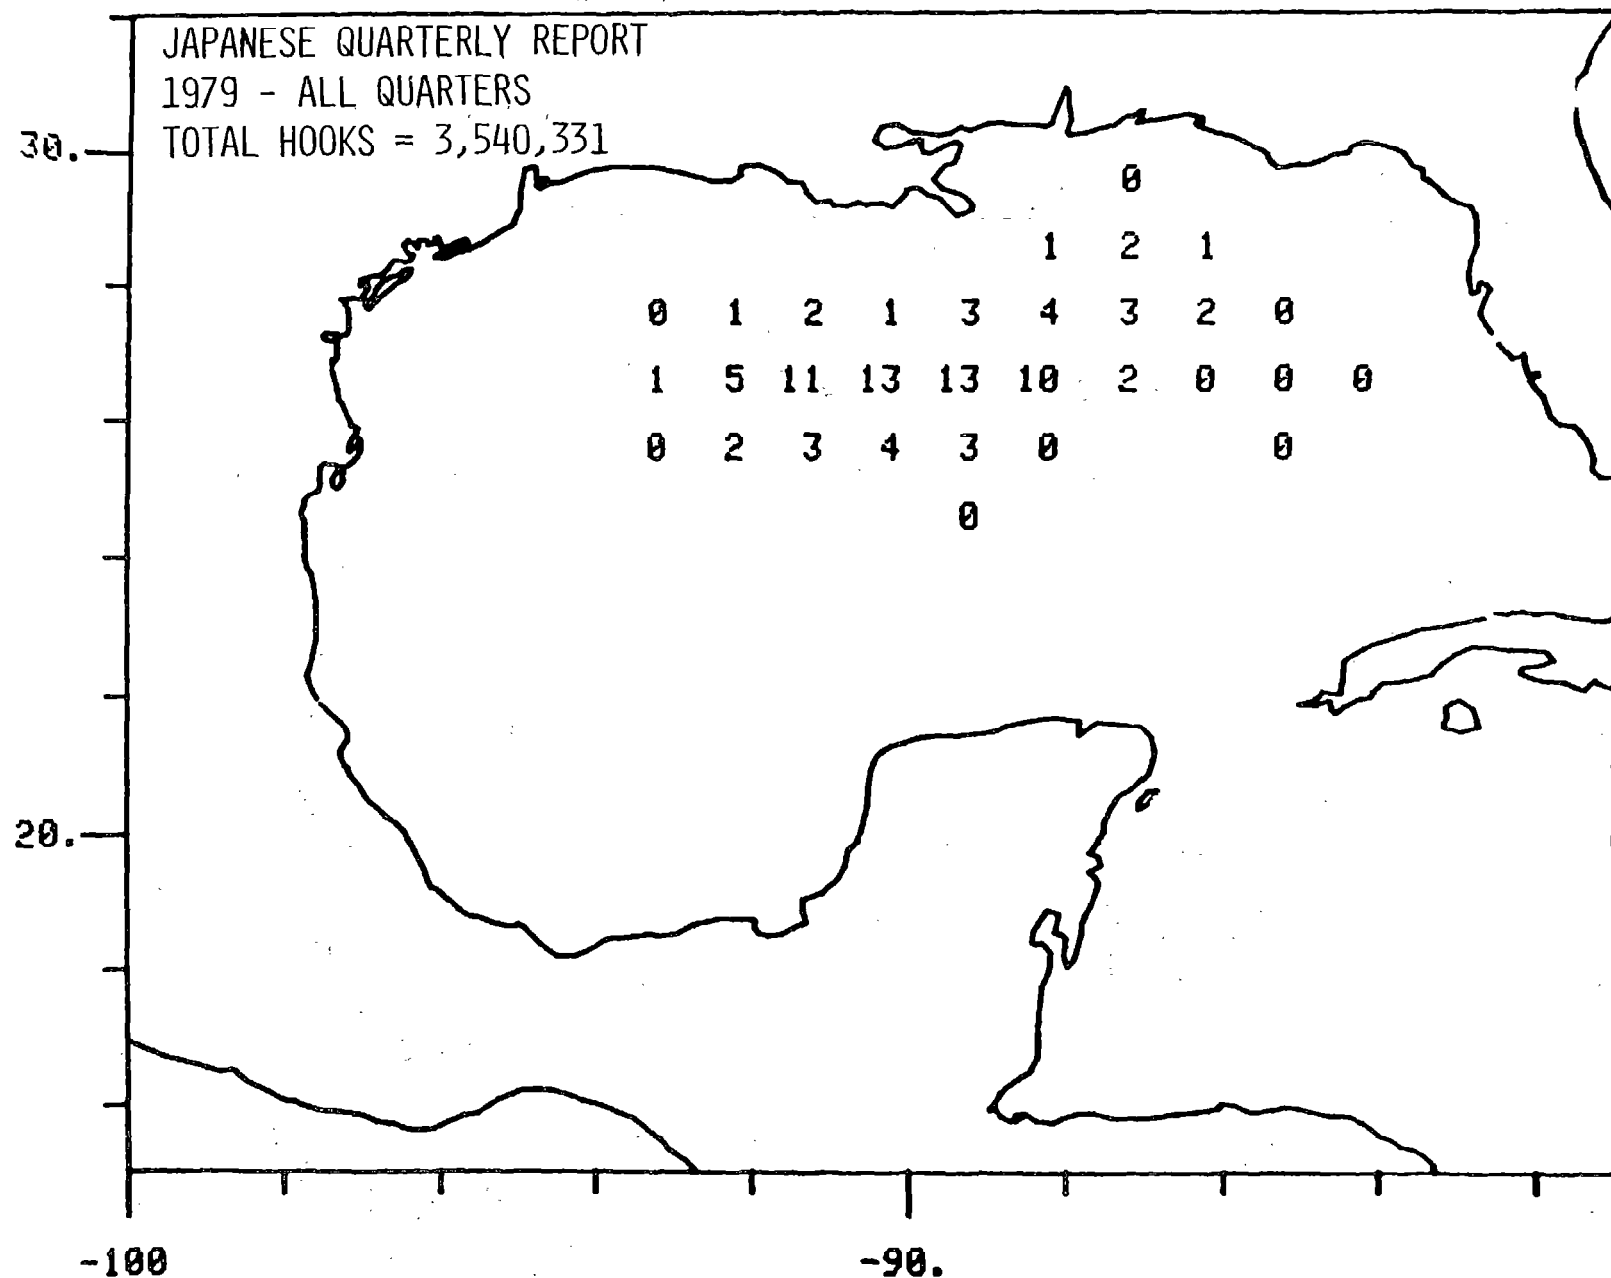 JAPANESE QUARTERLY REPORT
1979 - ALL QUARTERS
TOTAL HOOKS = 3,540,331
30.
0
1 2 1
0 1 2 1 3 4 3 2 0
1 5 11 13 13 10 2 0 0 0
0 2 3 4 3 0 0
0
20.
-100 -90.